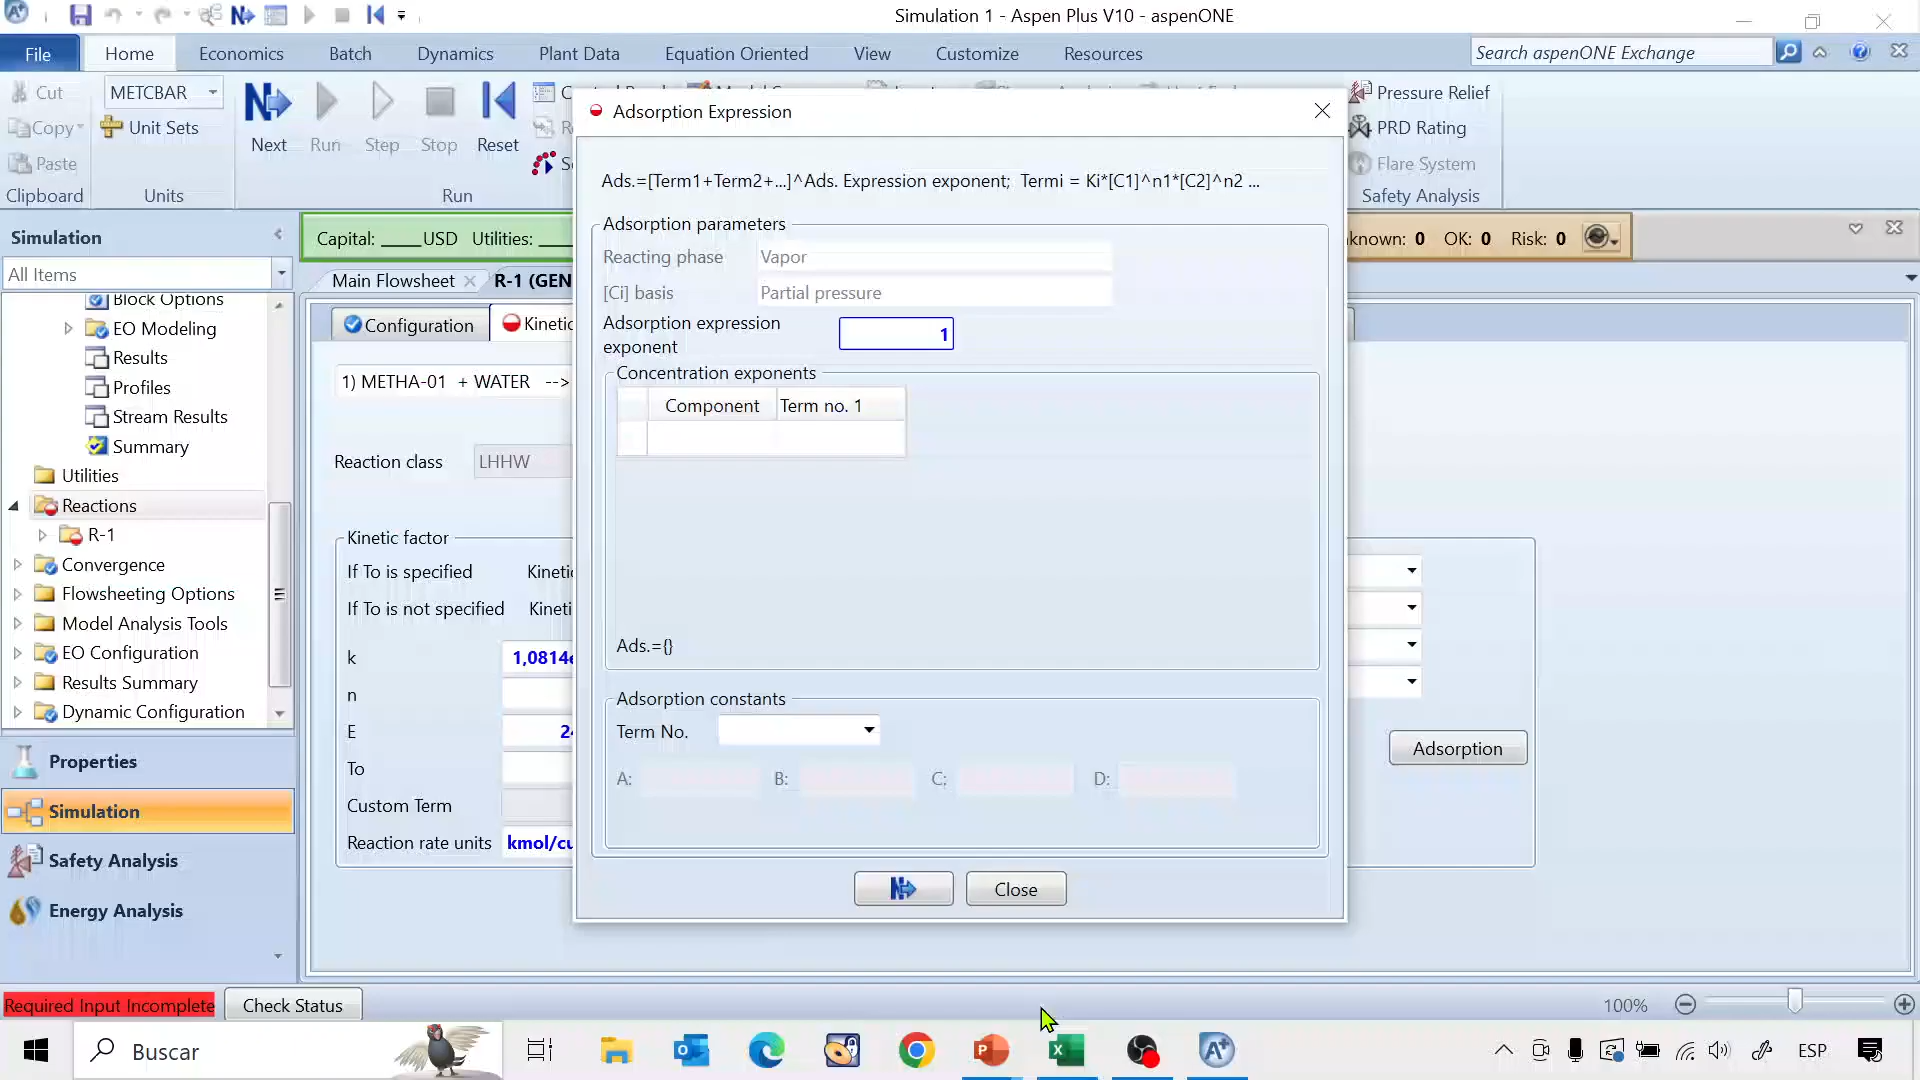 Simulation 1 - Aspen Plus V10 - aspenONE
File Home Economics Batch Dynamics Plant Data Equation Oriented View Customize Resources Search aspenONE Exchange
Cut
Copy
Paste
Clipboard
METCBAR
Unit Sets
Units
Next Run Step Stop Reset
Run
Pressure Relief
PRD Rating
Flare System
Safety Analysis
Simulation
All Items
Block Options
EO Modeling
Results
Profiles
Stream Results
Summary
Utilities
Reactions
R-1
Convergence
Flowsheeting Options
Model Analysis Tools
EO Configuration
Results Summary
Dynamic Configuration
Properties
Simulation
Safety Analysis
Energy Analysis
Capital: ____USD Utilities:
OK: 0 Risk: 0
Main Flowsheet R-1 (GEN
Configuration
1) METHA-01 + WATER -->
Reaction class LHHW
Kinetic factor
If To is specified
If To is not specified
k 1,0814
n
E
To
Custom Term
Reaction rate units
Adsorption
Adsorption Expression
Ads.=[Term1+Term2+...]^Ads. Expression exponent; Termi = Ki*[C1]^n1*[C2]^n2 ...
Adsorption parameters
Reacting phase Vapor
[Ci] basis Partial pressure
Adsorption expression
exponent
1
Concentration exponents
Component Term no. 1
Ads.={}
Adsorption constants
Term No.
A: B: C: D:
Close
Required Input Incomplete Check Status 100%
Buscar
ESP